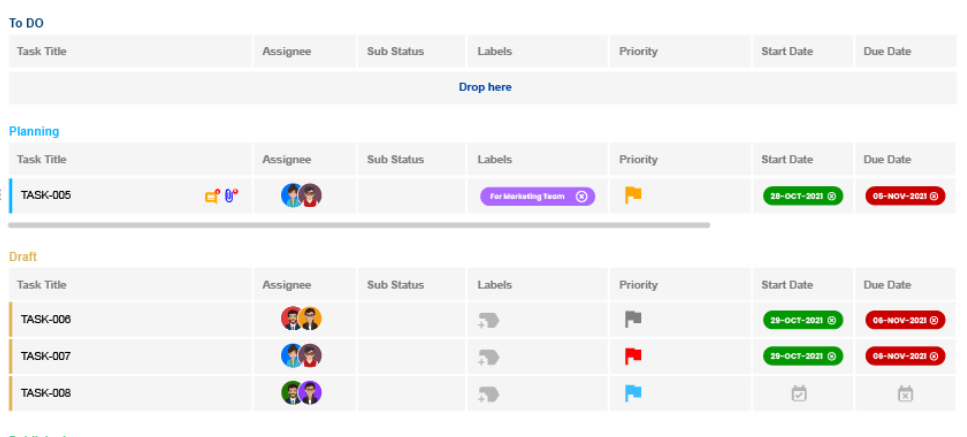 To DO
Task Title Assignee Sub Status Labels Priority Start Date Due Date
Drop here
Planning
Task Title Assignee Sub Status Labels Priority Start Date Due Date
TASK-005 For Marketing Team 28-OCT-2021 05-NOV-2021
Draft
Task Title Assignee Sub Status Labels Priority Start Date Due Date
TASK-006 29-OCT-2021 06-NOV-2021
TASK-007 29-OCT-2021 06-NOV-2021
TASK-008